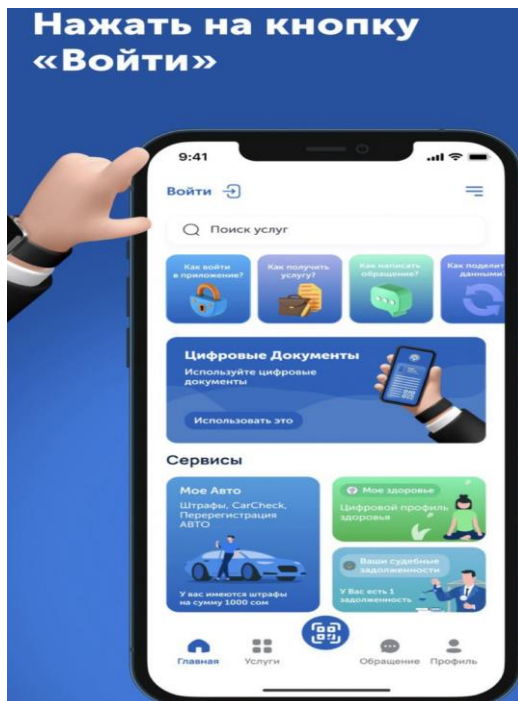 Нажать на кнопку
«Войти»
9:41
Войти
Поиск услуг
Как войти
в приложение?
Как получить
услугу?
Как написать
обращение?
Как поделит
данными?
Цифровые Документы
Используйте цифровые
документы
Использовать это
Сервисы
Мое Авто
Штрафы, CarCheck,
Перерегистрация
АВТО
У вас имеются штрафы
на сумму 1000 сом
Мое здоровье
Цифровой профиль
здоровья
Ваши судебные
задолженности
У Вас есть 1
задолженность
Главная
Услуги
Обращение
Профиль